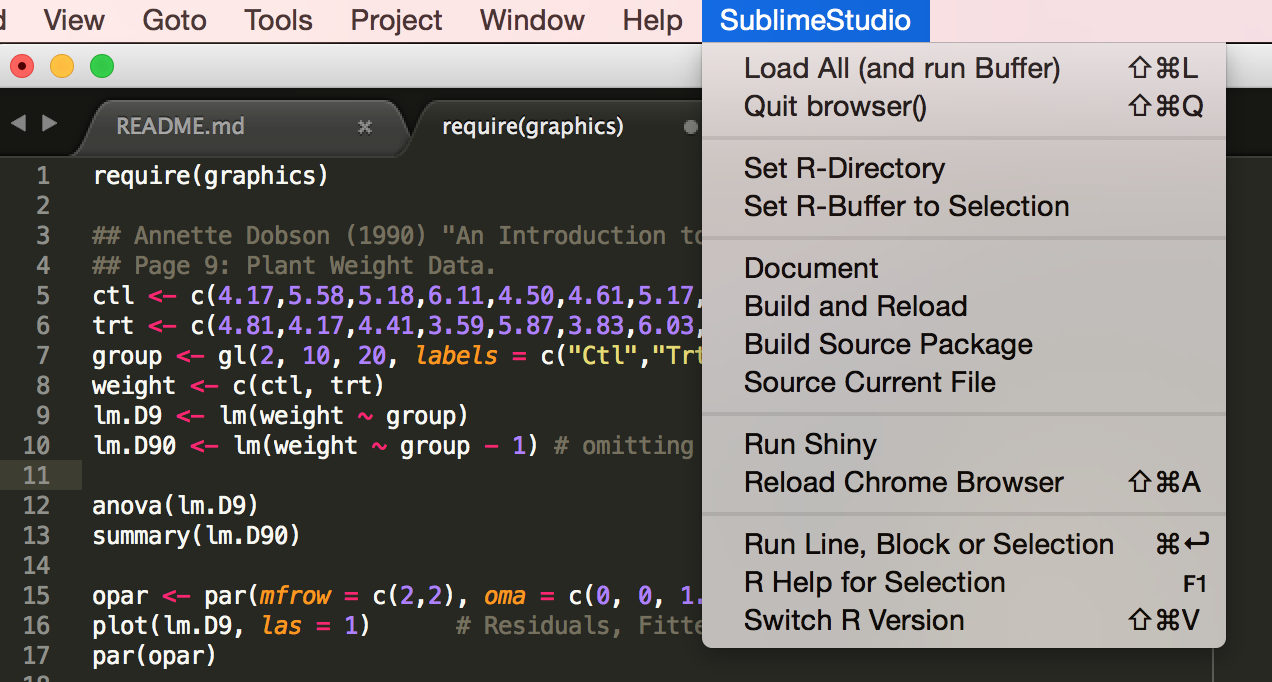 View Goto Tools Project Window Help SublimeStudio
Load All (and run Buffer) ⇧⌘L
Quit browser() ⇧⌘Q
Set R-Directory
Set R-Buffer to Selection
Document
Build and Reload
Build Source Package
Source Current File
Run Shiny
Reload Chrome Browser ⇧⌘A
Run Line, Block or Selection ⌘↩
R Help for Selection F1
Switch R Version ⇧⌘V
README.md require(graphics)
1 require(graphics)
2
3 ## Annette Dobson (1990) "An Introduction to
4 ## Page 9: Plant Weight Data.
5 ctl <- c(4.17,5.58,5.18,6.11,4.50,4.61,5.17,
6 trt <- c(4.81,4.17,4.41,3.59,5.87,3.83,6.03,
7 group <- gl(2, 10, 20, labels = c("Ctl","Trt
8 weight <- c(ctl, trt)
9 lm.D9 <- lm(weight ~ group)
10 lm.D90 <- lm(weight ~ group - 1) # omitting
11
12 anova(lm.D9)
13 summary(lm.D90)
14
15 opar <- par(mfrow = c(2,2), oma = c(0, 0, 1.
16 plot(lm.D9, las = 1) # Residuals, Fitte
17 par(opar)